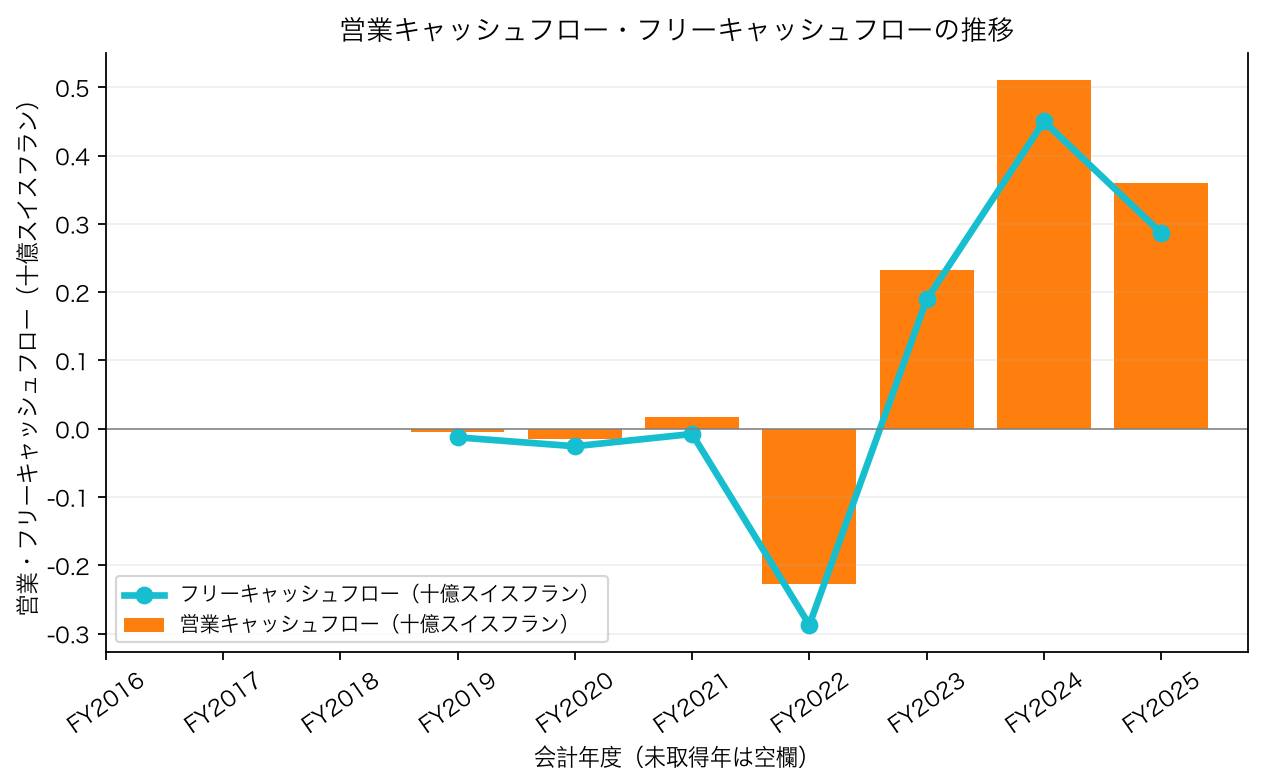 営業キャッシュフロー・フリーキャッシュフローの推移
営業・フリーキャッシュフロー（十億スイスフラン）
0.5
0.4
0.3
0.2
0.1
0.0
-0.1
-0.2
-0.3
フリーキャッシュフロー（十億スイスフラン）
営業キャッシュフロー（十億スイスフラン）
FY2016
FY2017
FY2018
FY2019
FY2020
FY2021
FY2022
FY2023
FY2024
FY2025
会計年度（未取得年は空欄）